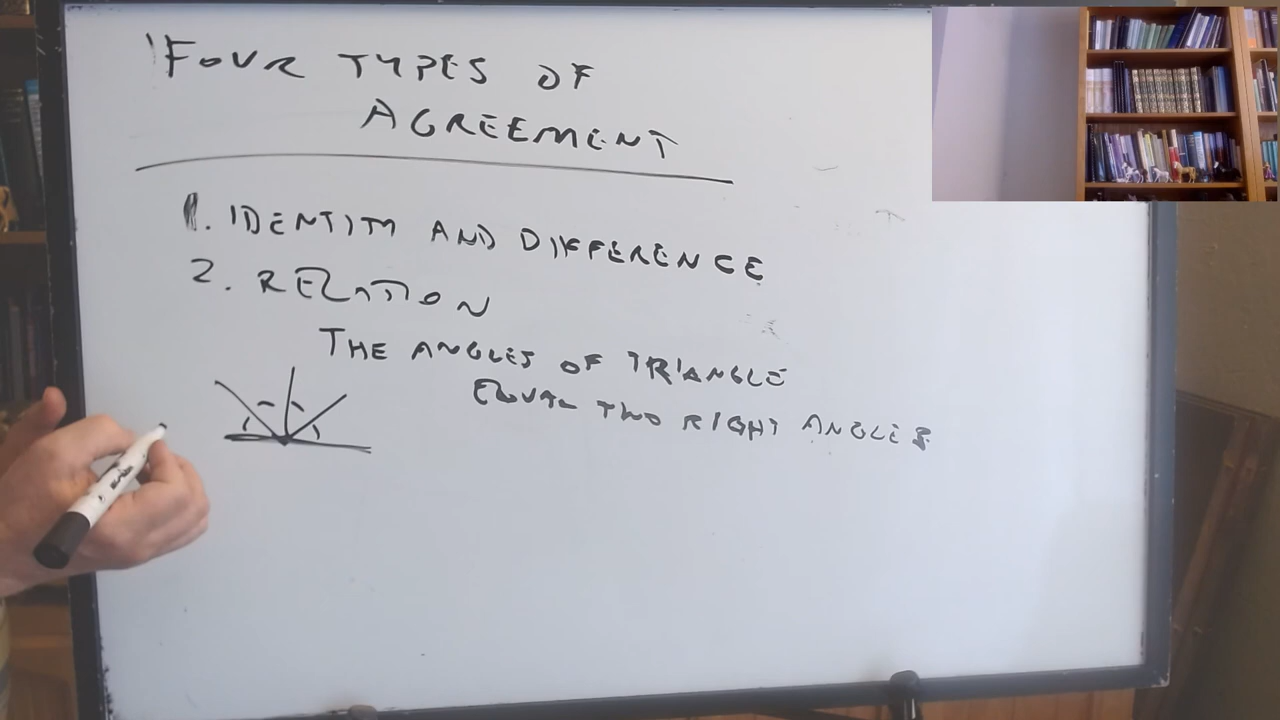 FOUR TYPES OF
AGREEMENT
1. IDENTITY AND DIFFERENCE
2. RELATION
THE ANGLES OF TRIANGLE
EQUAL TWO RIGHT ANGLES